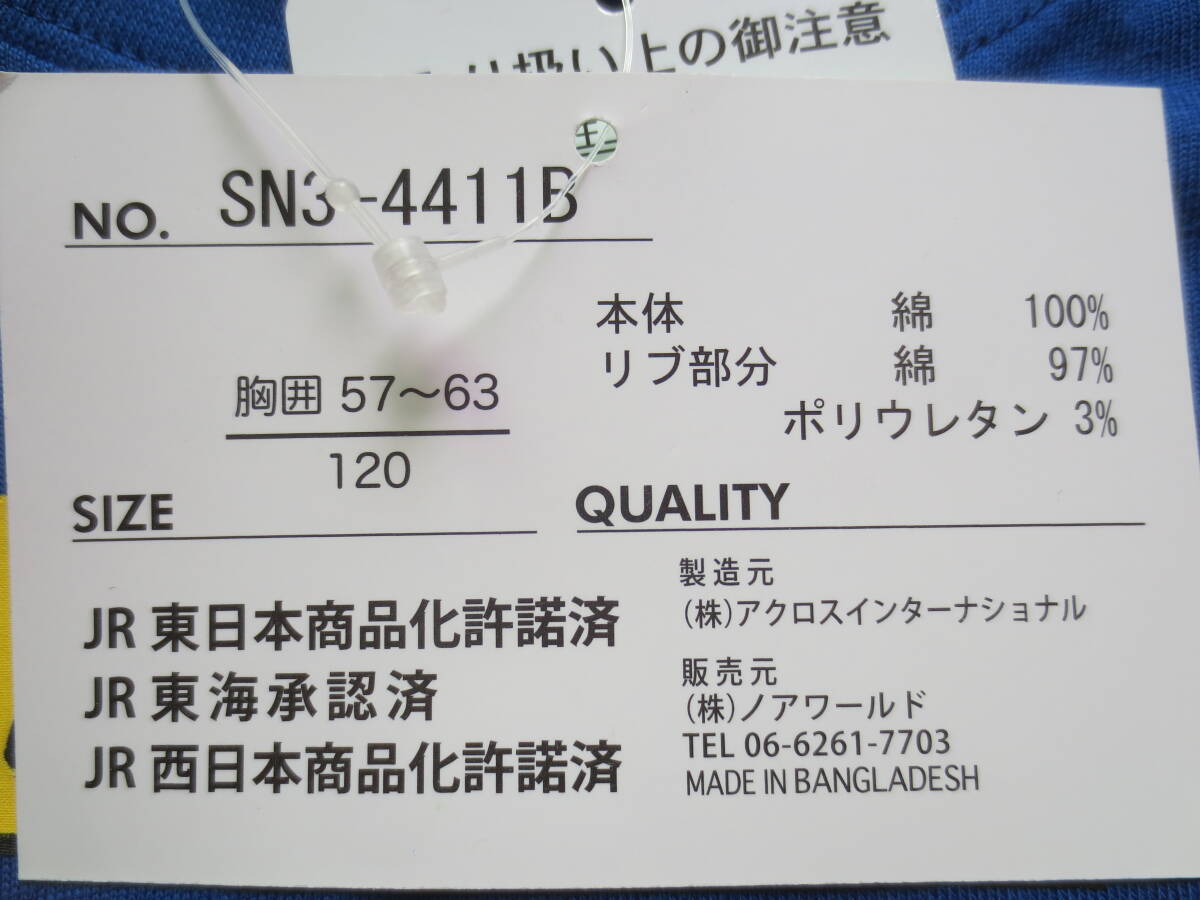 り扱い上の御注意
NO. SN3-4411B
本体 綿 100%
リブ部分 綿 97%
ポリウレタン 3%
胸囲 57〜63
120
SIZE
QUALITY
JR 東日本商品化許諾済
JR 東海承認済
JR 西日本商品化許諾済
製造元
(株)アクロスインターナショナル
販売元
(株)ノアワールド
TEL 06-6261-7703
MADE IN BANGLADESH